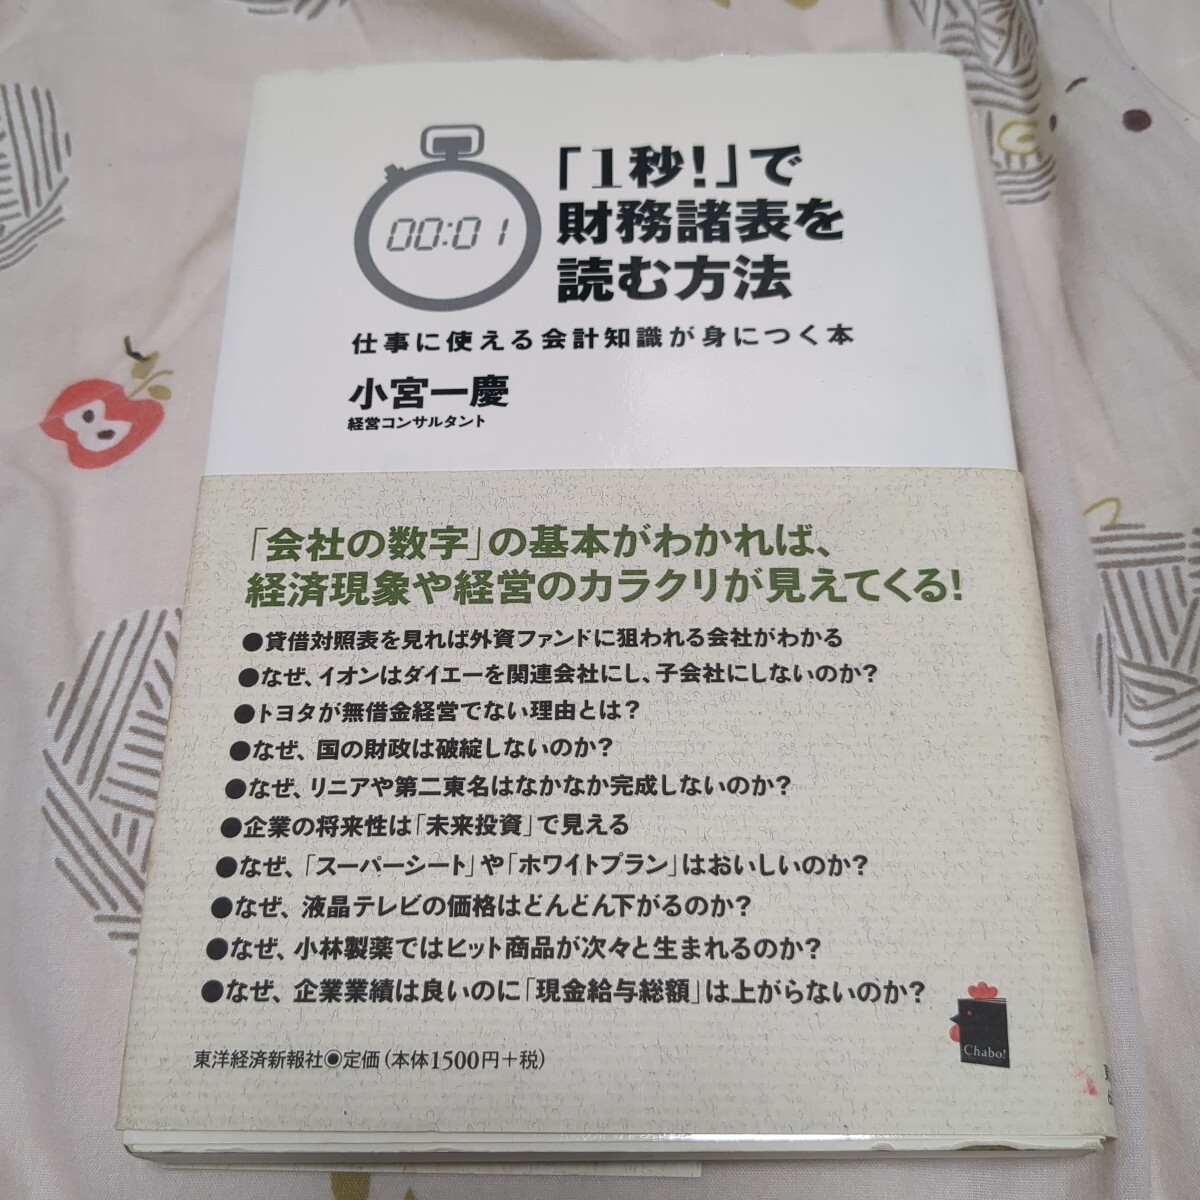 00:01
「1秒!」で
財務諸表を
読む方法
仕事に使える会計知識が身につく本
小宮一慶
経営コンサルタント
「会社の数字」の基本がわかれば、
経済現象や経営のカラクリが見えてくる!
●貸借対照表を見れば外資ファンドに狙われる会社がわかる
●なぜ、イオンはダイエーを関連会社にし、子会社にしないのか?
●トヨタが無借金経営でない理由とは?
●なぜ、国の財政は破綻しないのか?
●なぜ、リニアや第二東名はなかなか完成しないのか?
●企業の将来性は「未来投資」で見える
●なぜ、「スーパーシート」や「ホワイトプラン」はおいしいのか?
●なぜ、液晶テレビの価格はどんどん下がるのか?
●なぜ、小林製薬ではヒット商品が次々と生まれるのか?
●なぜ、企業業績は良いのに「現金給与総額」は上がらないのか?
Chabo!
東洋経済新報社◉定価(本体1500円+税)